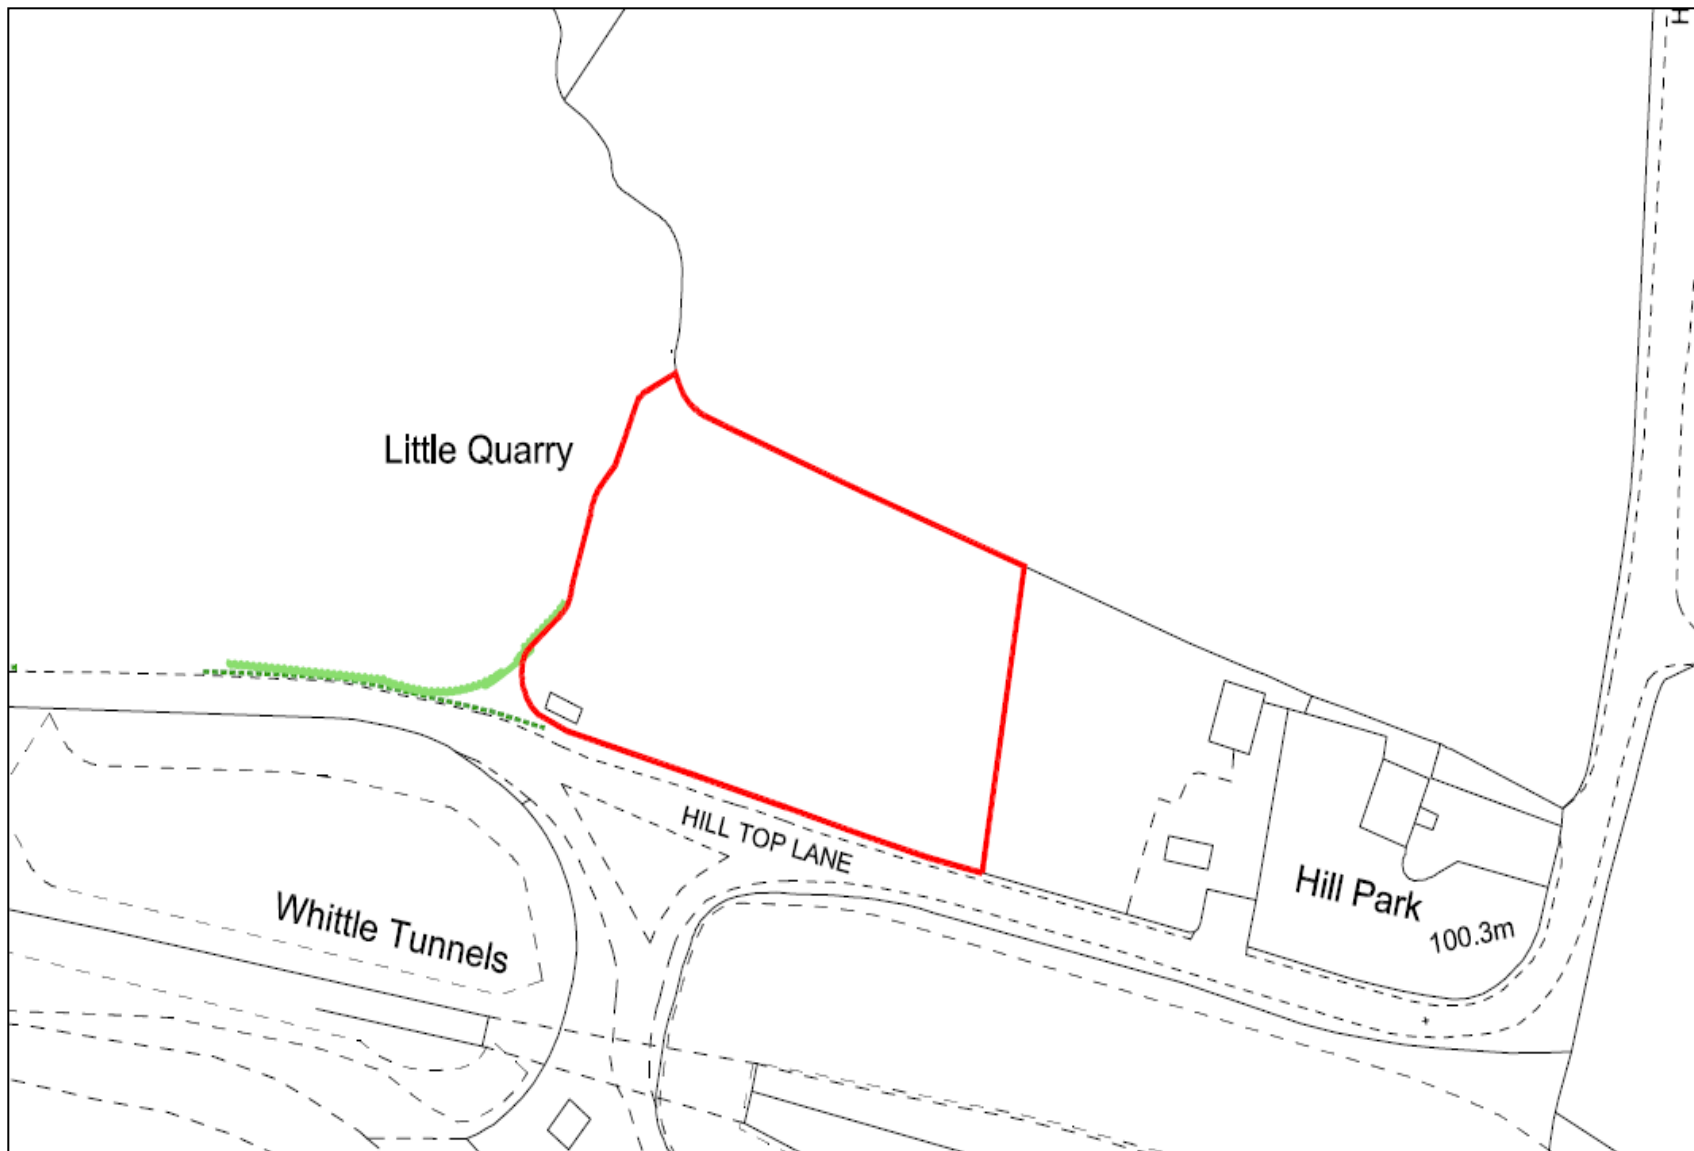 H
Little Quarry
HILL TOP LANE
Hill Park
Whittle Tunnels
100.3m